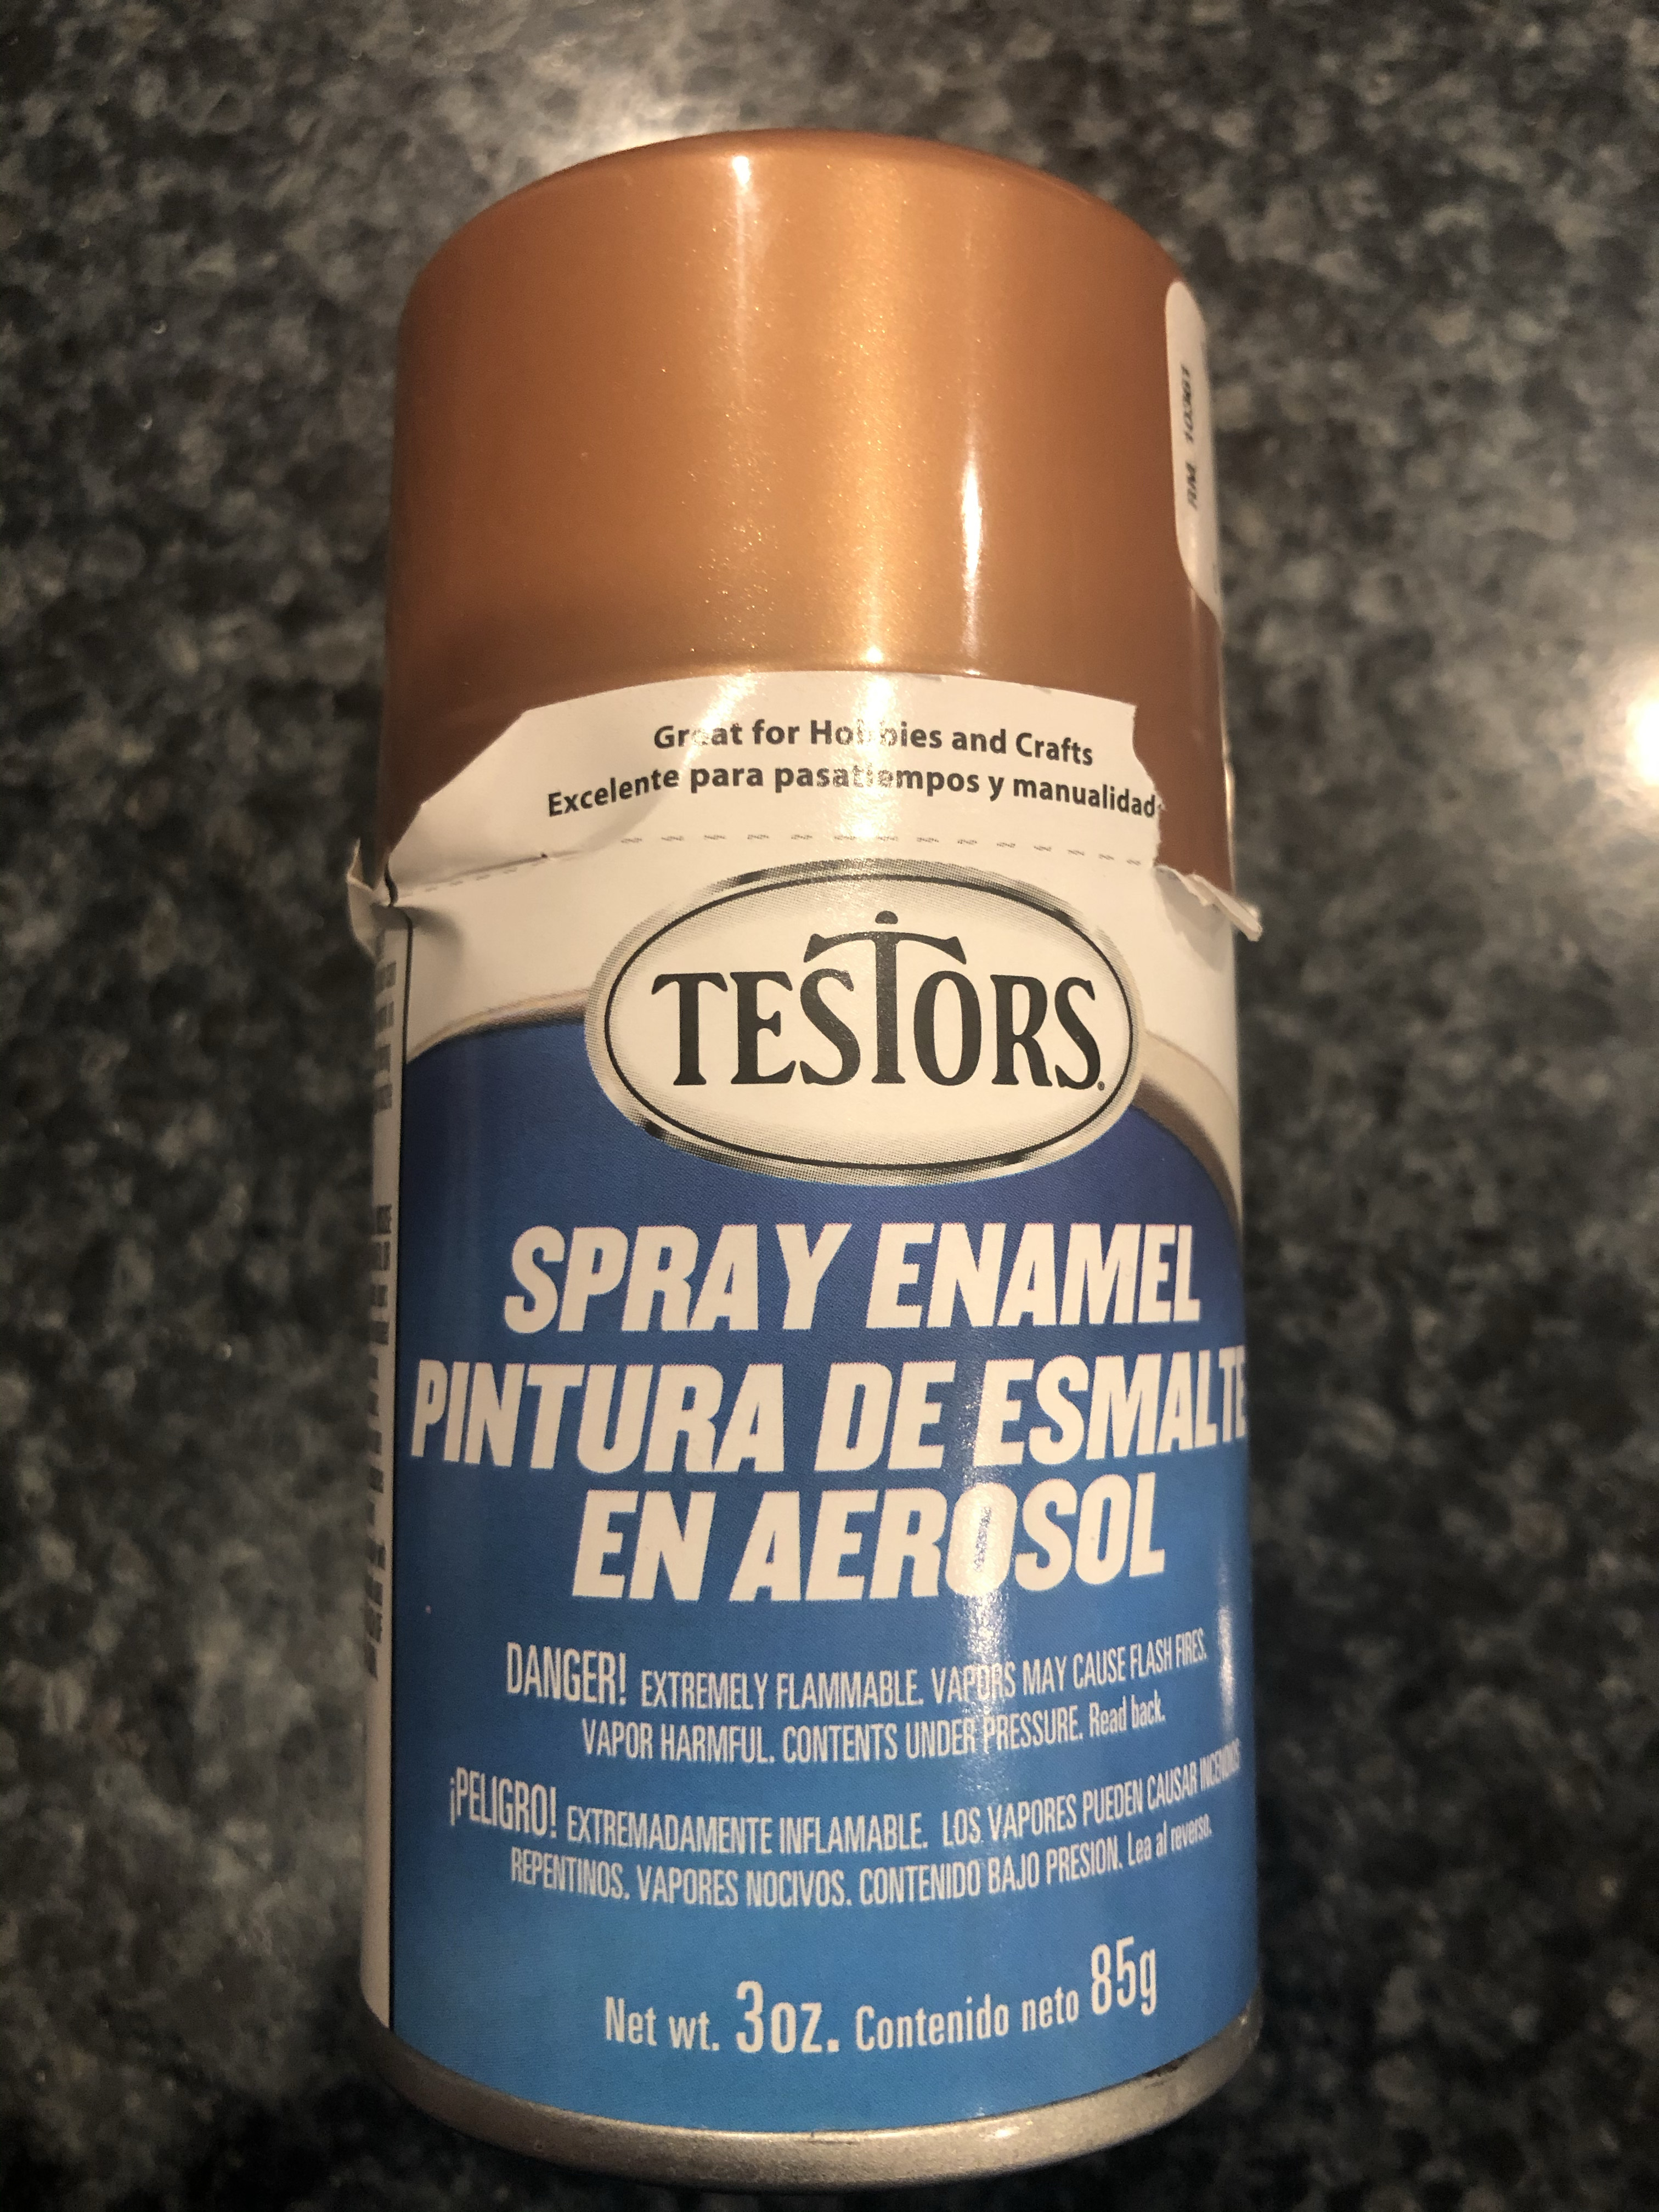 RM 10361
Great for Hobbies and Crafts
Excelente para pasatiempos y manualidad
TESTORS
SPRAY ENAMEL
PINTURA DE ESMALTE
EN AEROSOL
DANGER! EXTREMELY FLAMMABLE. VAPORS MAY CAUSE FLASH FIRES.
VAPOR HARMFUL. CONTENTS UNDER PRESSURE. Read back.
¡PELIGRO! EXTREMADAMENTE INFLAMABLE. LOS VAPORES PUEDEN CAUSAR INCENDIOS
REPENTINOS. VAPORES NOCIVOS. CONTENIDO BAJO PRESION. Lea al reverso.
Net wt. 3oz. Contenido neto 85g